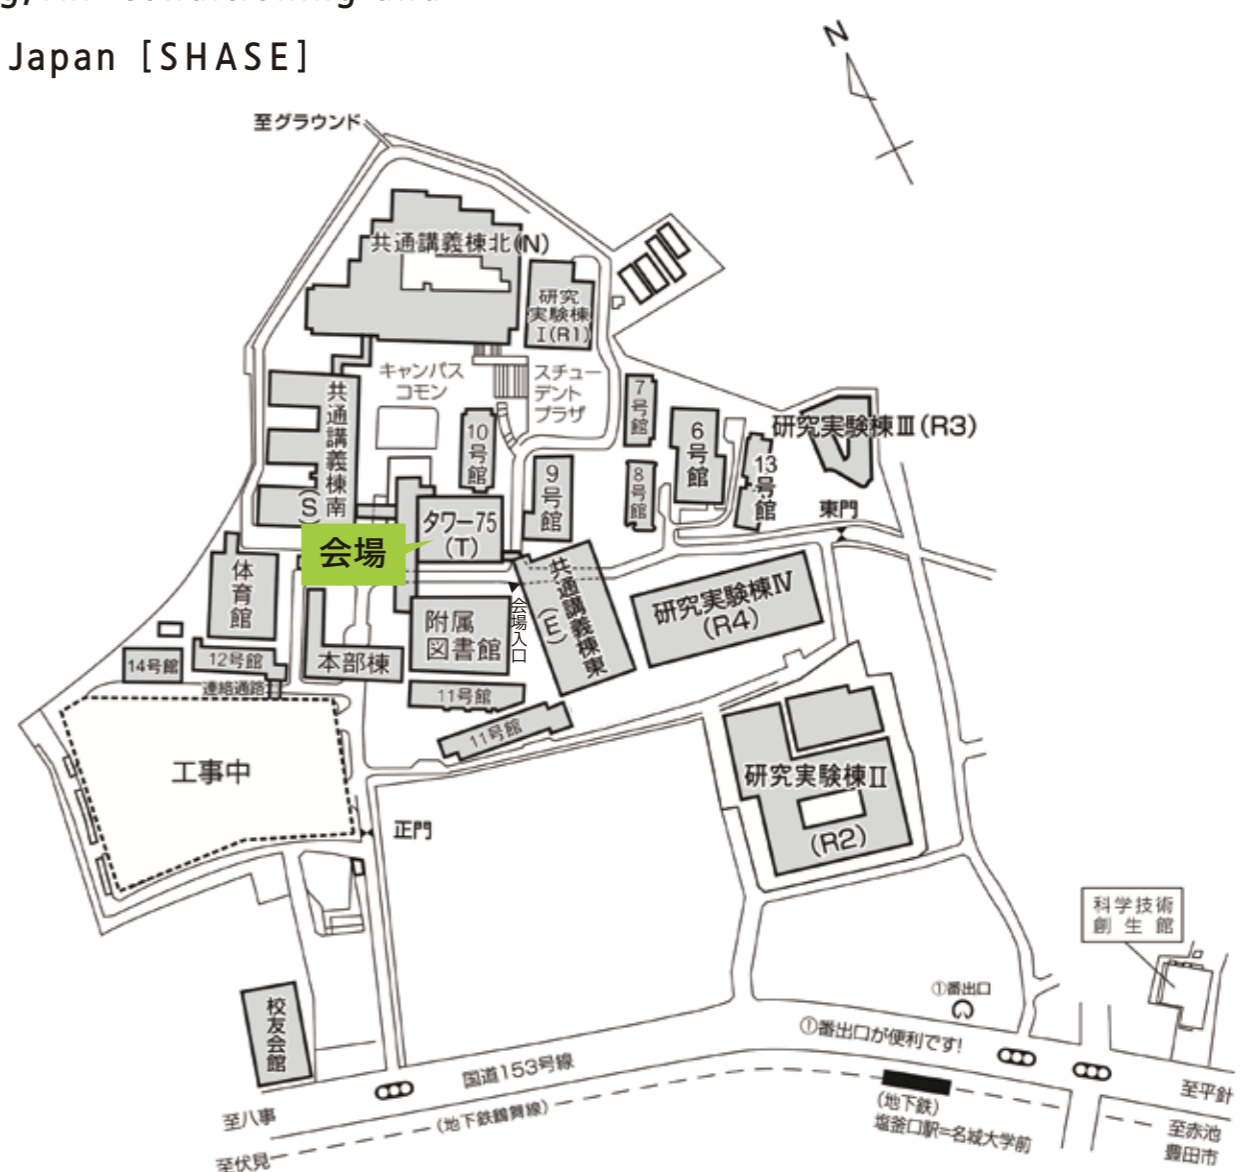 Japan [SHASE]
N
至グラウンド
共通講義棟北(N)
研究
実験棟
I(R1)
キャンパス
コモン
スチュー
デント
プラザ
共通講義棟南
(S)
10号館
9号館
7号館
8号館
6号館
13号館
研究実験棟Ⅲ(R3)
東門
タワー75
(T)
会場
体育館
共通講義棟東
(E)
会場入口
研究実験棟Ⅳ
(R4)
附属
図書館
本部棟
14号館
12号館
連絡通路
11号館
11号館
工事中
正門
研究実験棟Ⅱ
(R2)
科学技術
創生館
①番出口
①番出口が便利です!
校友会館
国道153号線
至八事
(地下鉄鶴舞線)
至伏見
(地下鉄)
塩釜口駅=名城大学前
至平針
至赤池
豊田市